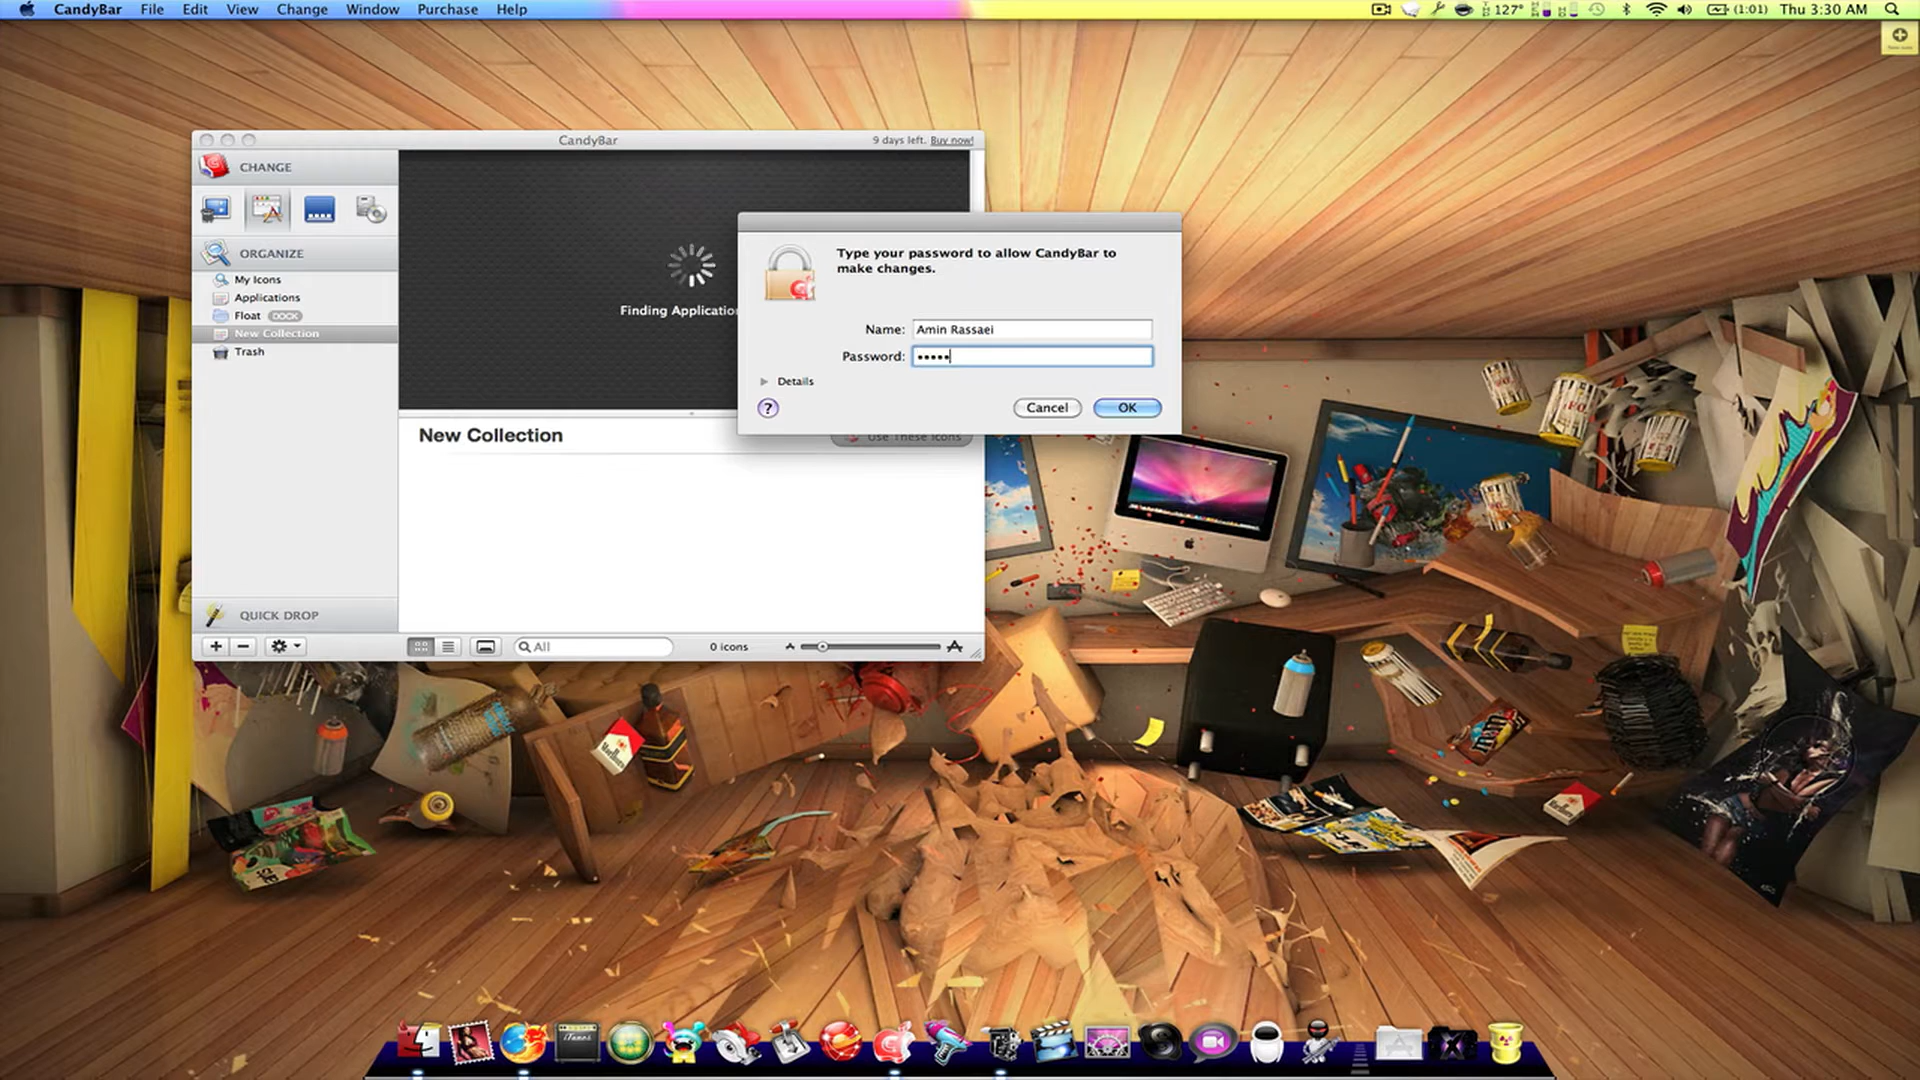 CandyBar File Edit View Change Window Purchase Help
127° (1:01) Thu 3:30 AM
CandyBar
9 days left. Buy now!
CHANGE
ORGANIZE
My Icons
Applications
Float DOCK
New Collection
Trash
QUICK DROP
Finding Applicatio
Type your password to allow CandyBar to
make changes.
Name: Amin Rassaei
Password: •••••
Details
?
Cancel OK
New Collection
Use These Icons
All
0 icons
Marlboro
m&m's
iTunes